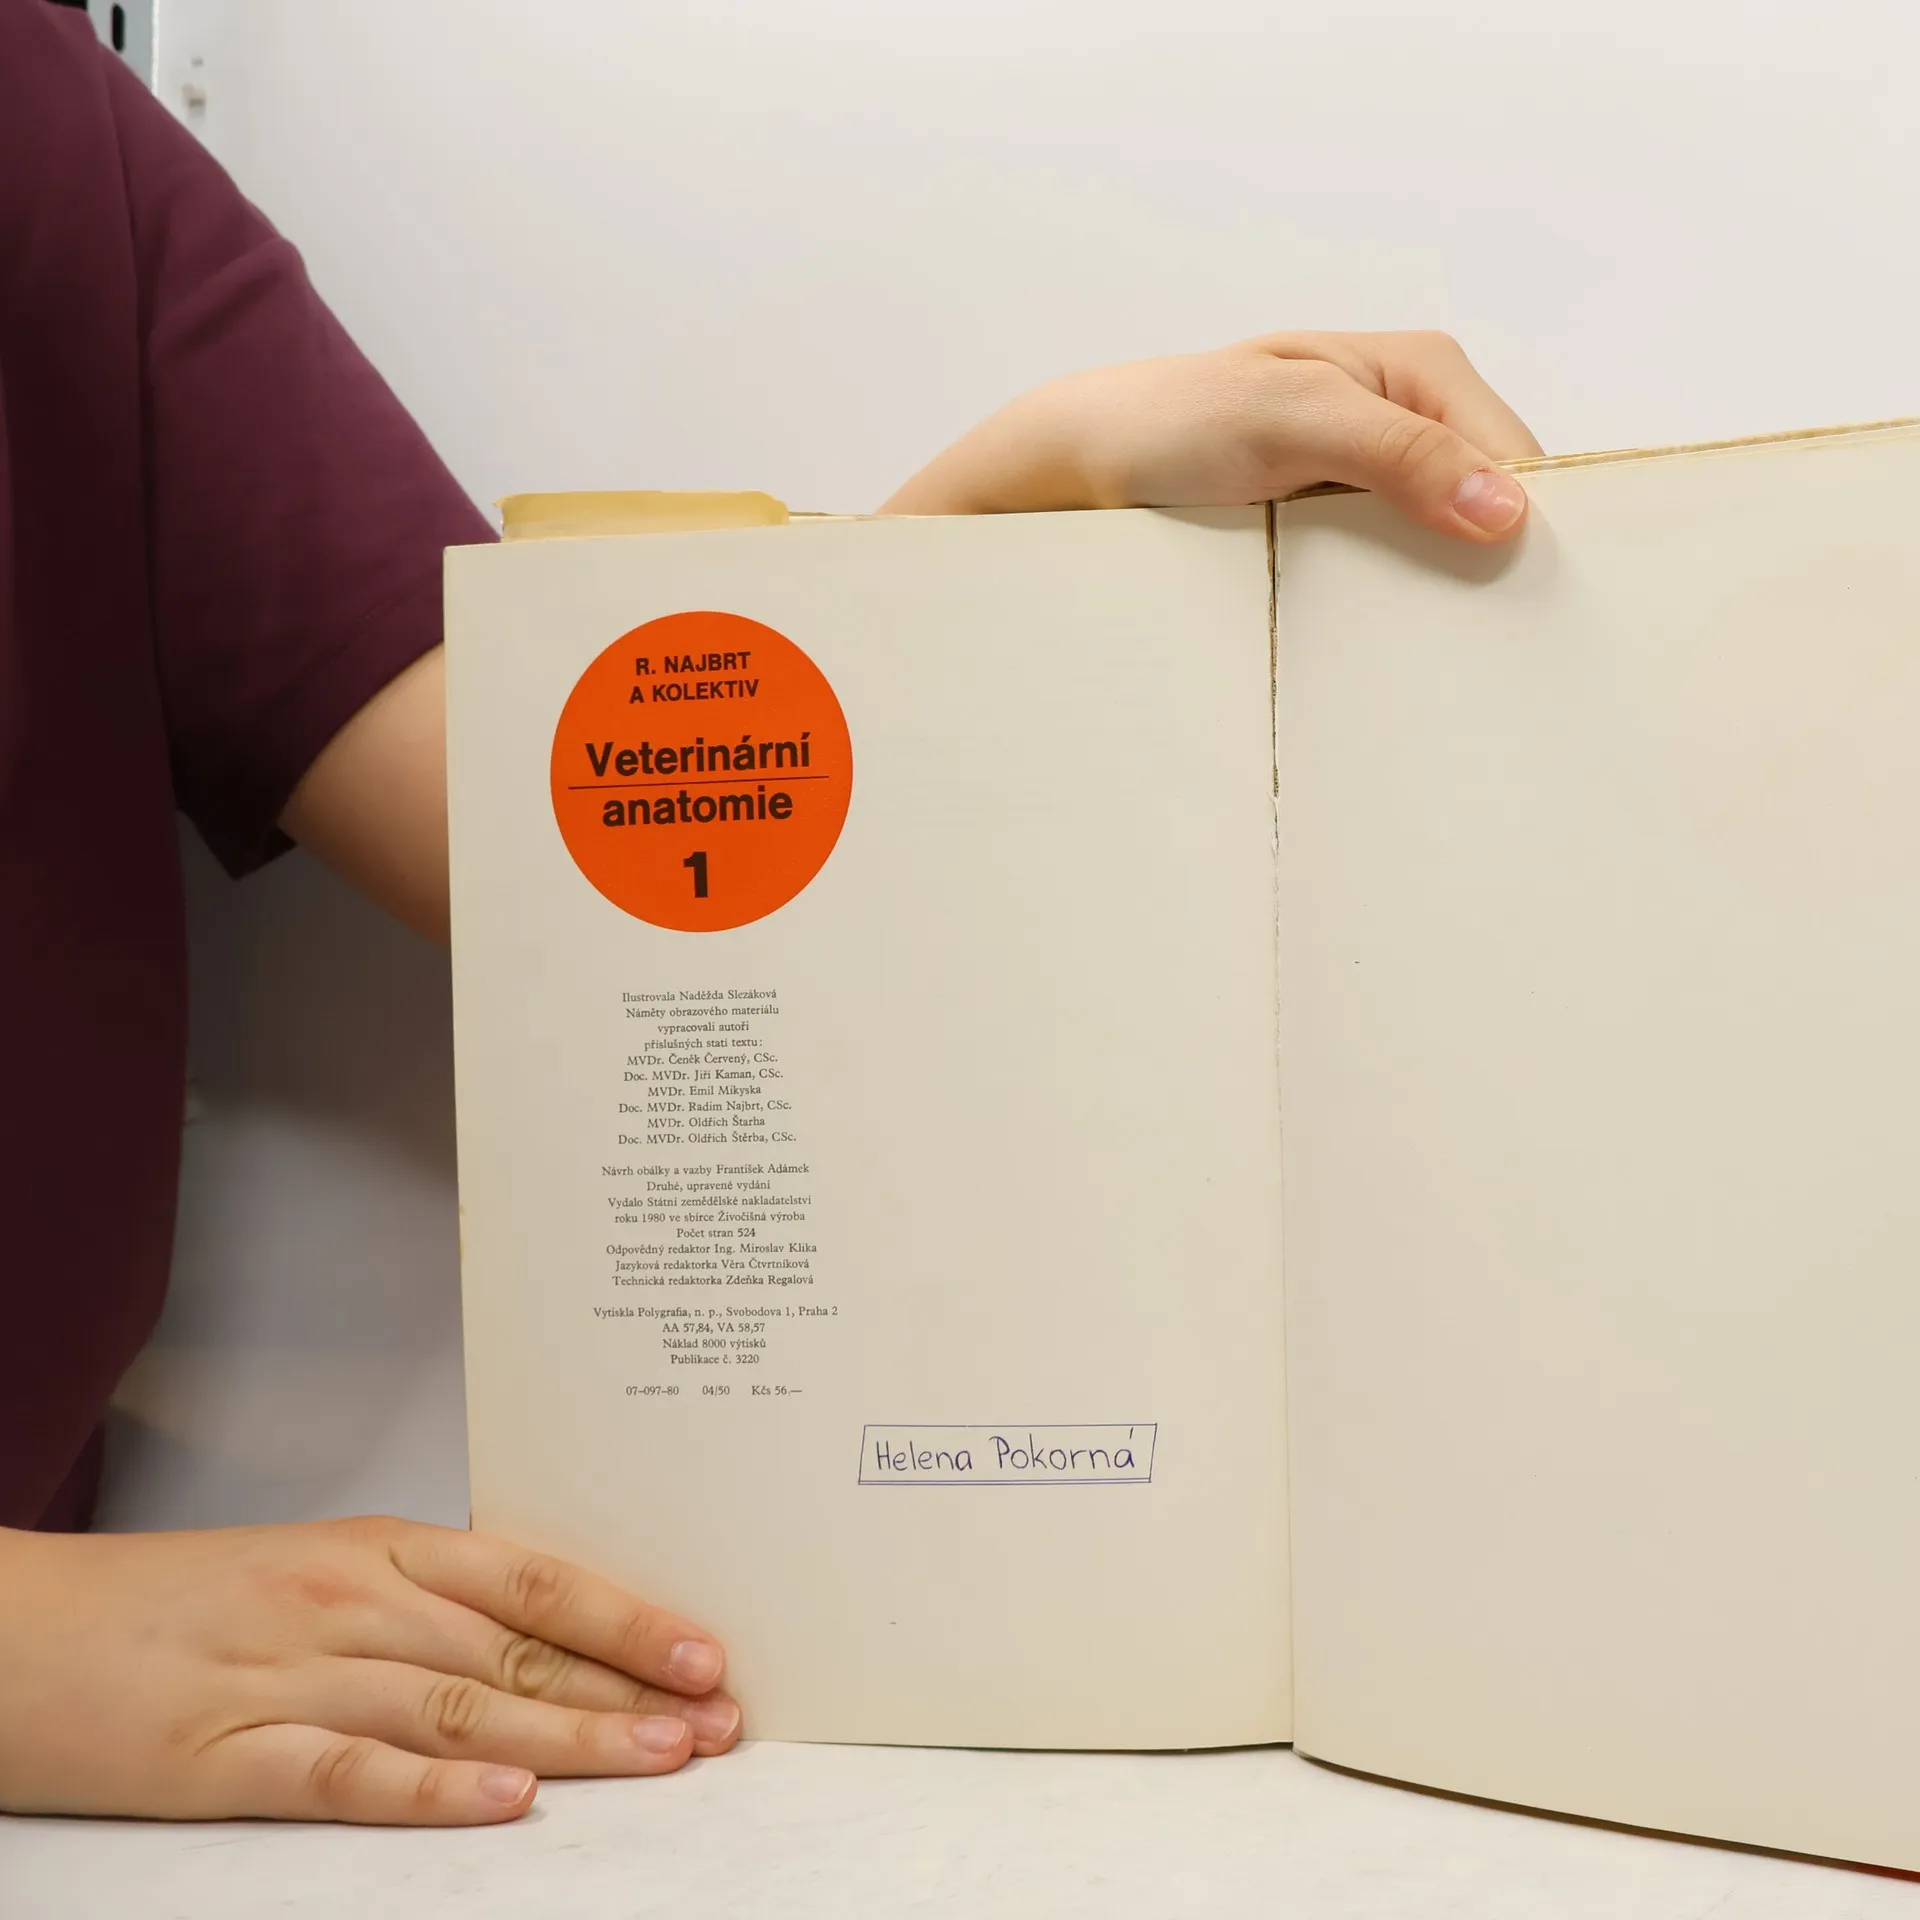 R. NAJBRT
A KOLEKTIV
Veterinární
anatomie
1
Ilustrovala Naděžda Slezáková
Náměty obrazového materiálu
vypracovali autoři
příslušných statí textu:
MVDr. Čeněk Červený, CSc.
Doc. MVDr. Jiří Kaman, CSc.
MVDr. Emil Mikyska
Doc. MVDr. Radim Najbrt, CSc.
MVDr. Oldřich Štarha
Doc. MVDr. Oldřich Štěrba, CSc.
Návrh obálky a vazby František Adámek
Druhé, upravené vydání
Vydalo Státní zemědělské nakladatelství
roku 1980 ve sbírce Živočišná výroba
Počet stran 524
Odpovědný redaktor Ing. Miroslav Klika
Jazyková redaktorka Věra Čtvrtníková
Technická redaktorka Zdeňka Regalová
Vytiskla Polygrafia, n. p., Svobodova 1, Praha 2
AA 57,84, VA 58,57
Náklad 8000 výtisků
Publikace č. 3220
07–097–80 04/50 Kčs 56,—
Helena Pokorná